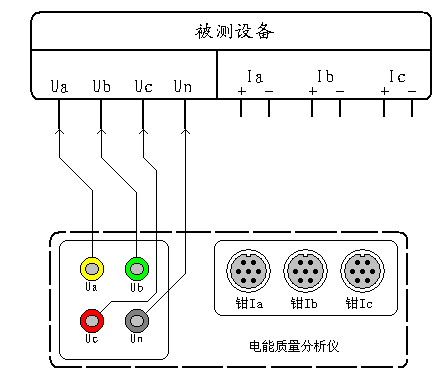 被测设备
Ua Ub Uc Un Ia Ib Ic
+ − + − + −
Ua Ub
钳Ia 钳Ib 钳Ic
Uc Un
电能质量分析仪